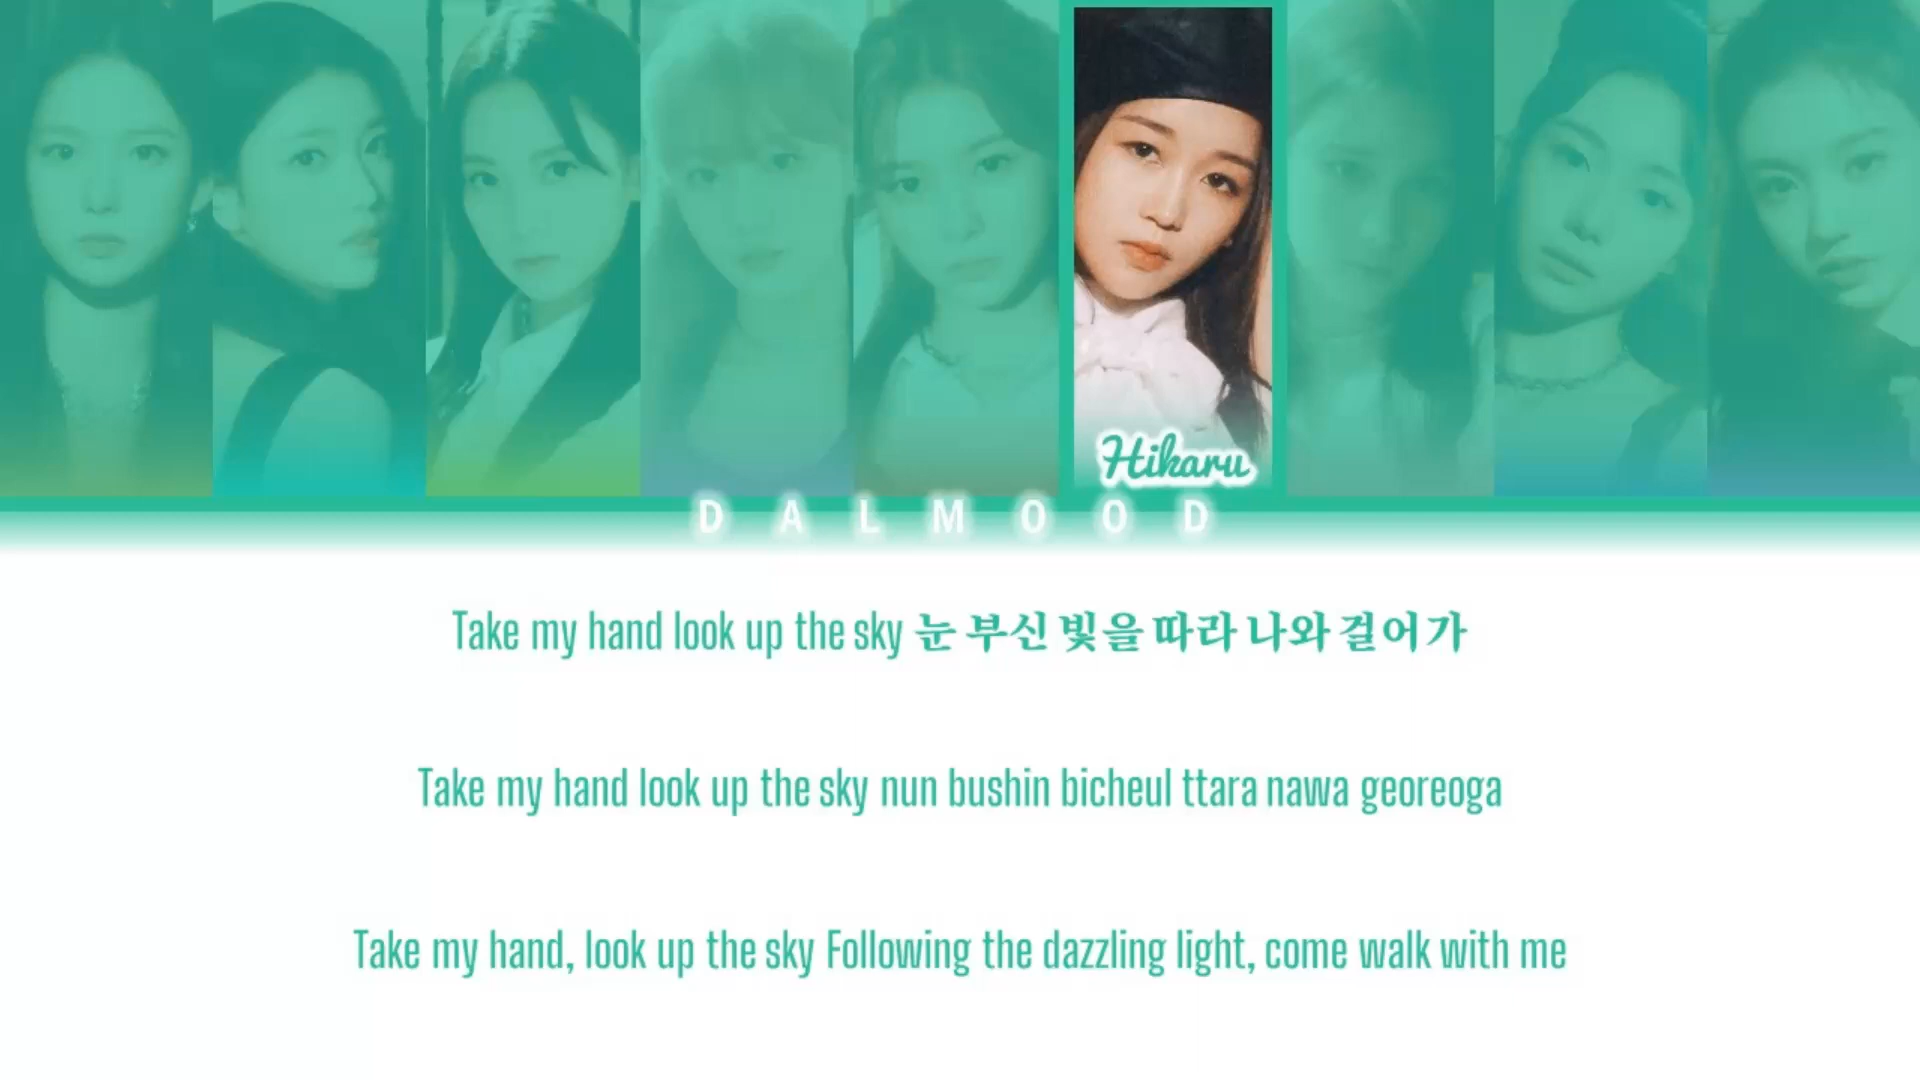 Hikaru
DALMOOD
Take my hand look up the sky 눈 부신 빛을 따라 나와 걸어가
Take my hand look up the sky nun bushin bicheul ttara nawa georeoga
Take my hand, look up the sky Following the dazzling light, come walk with me